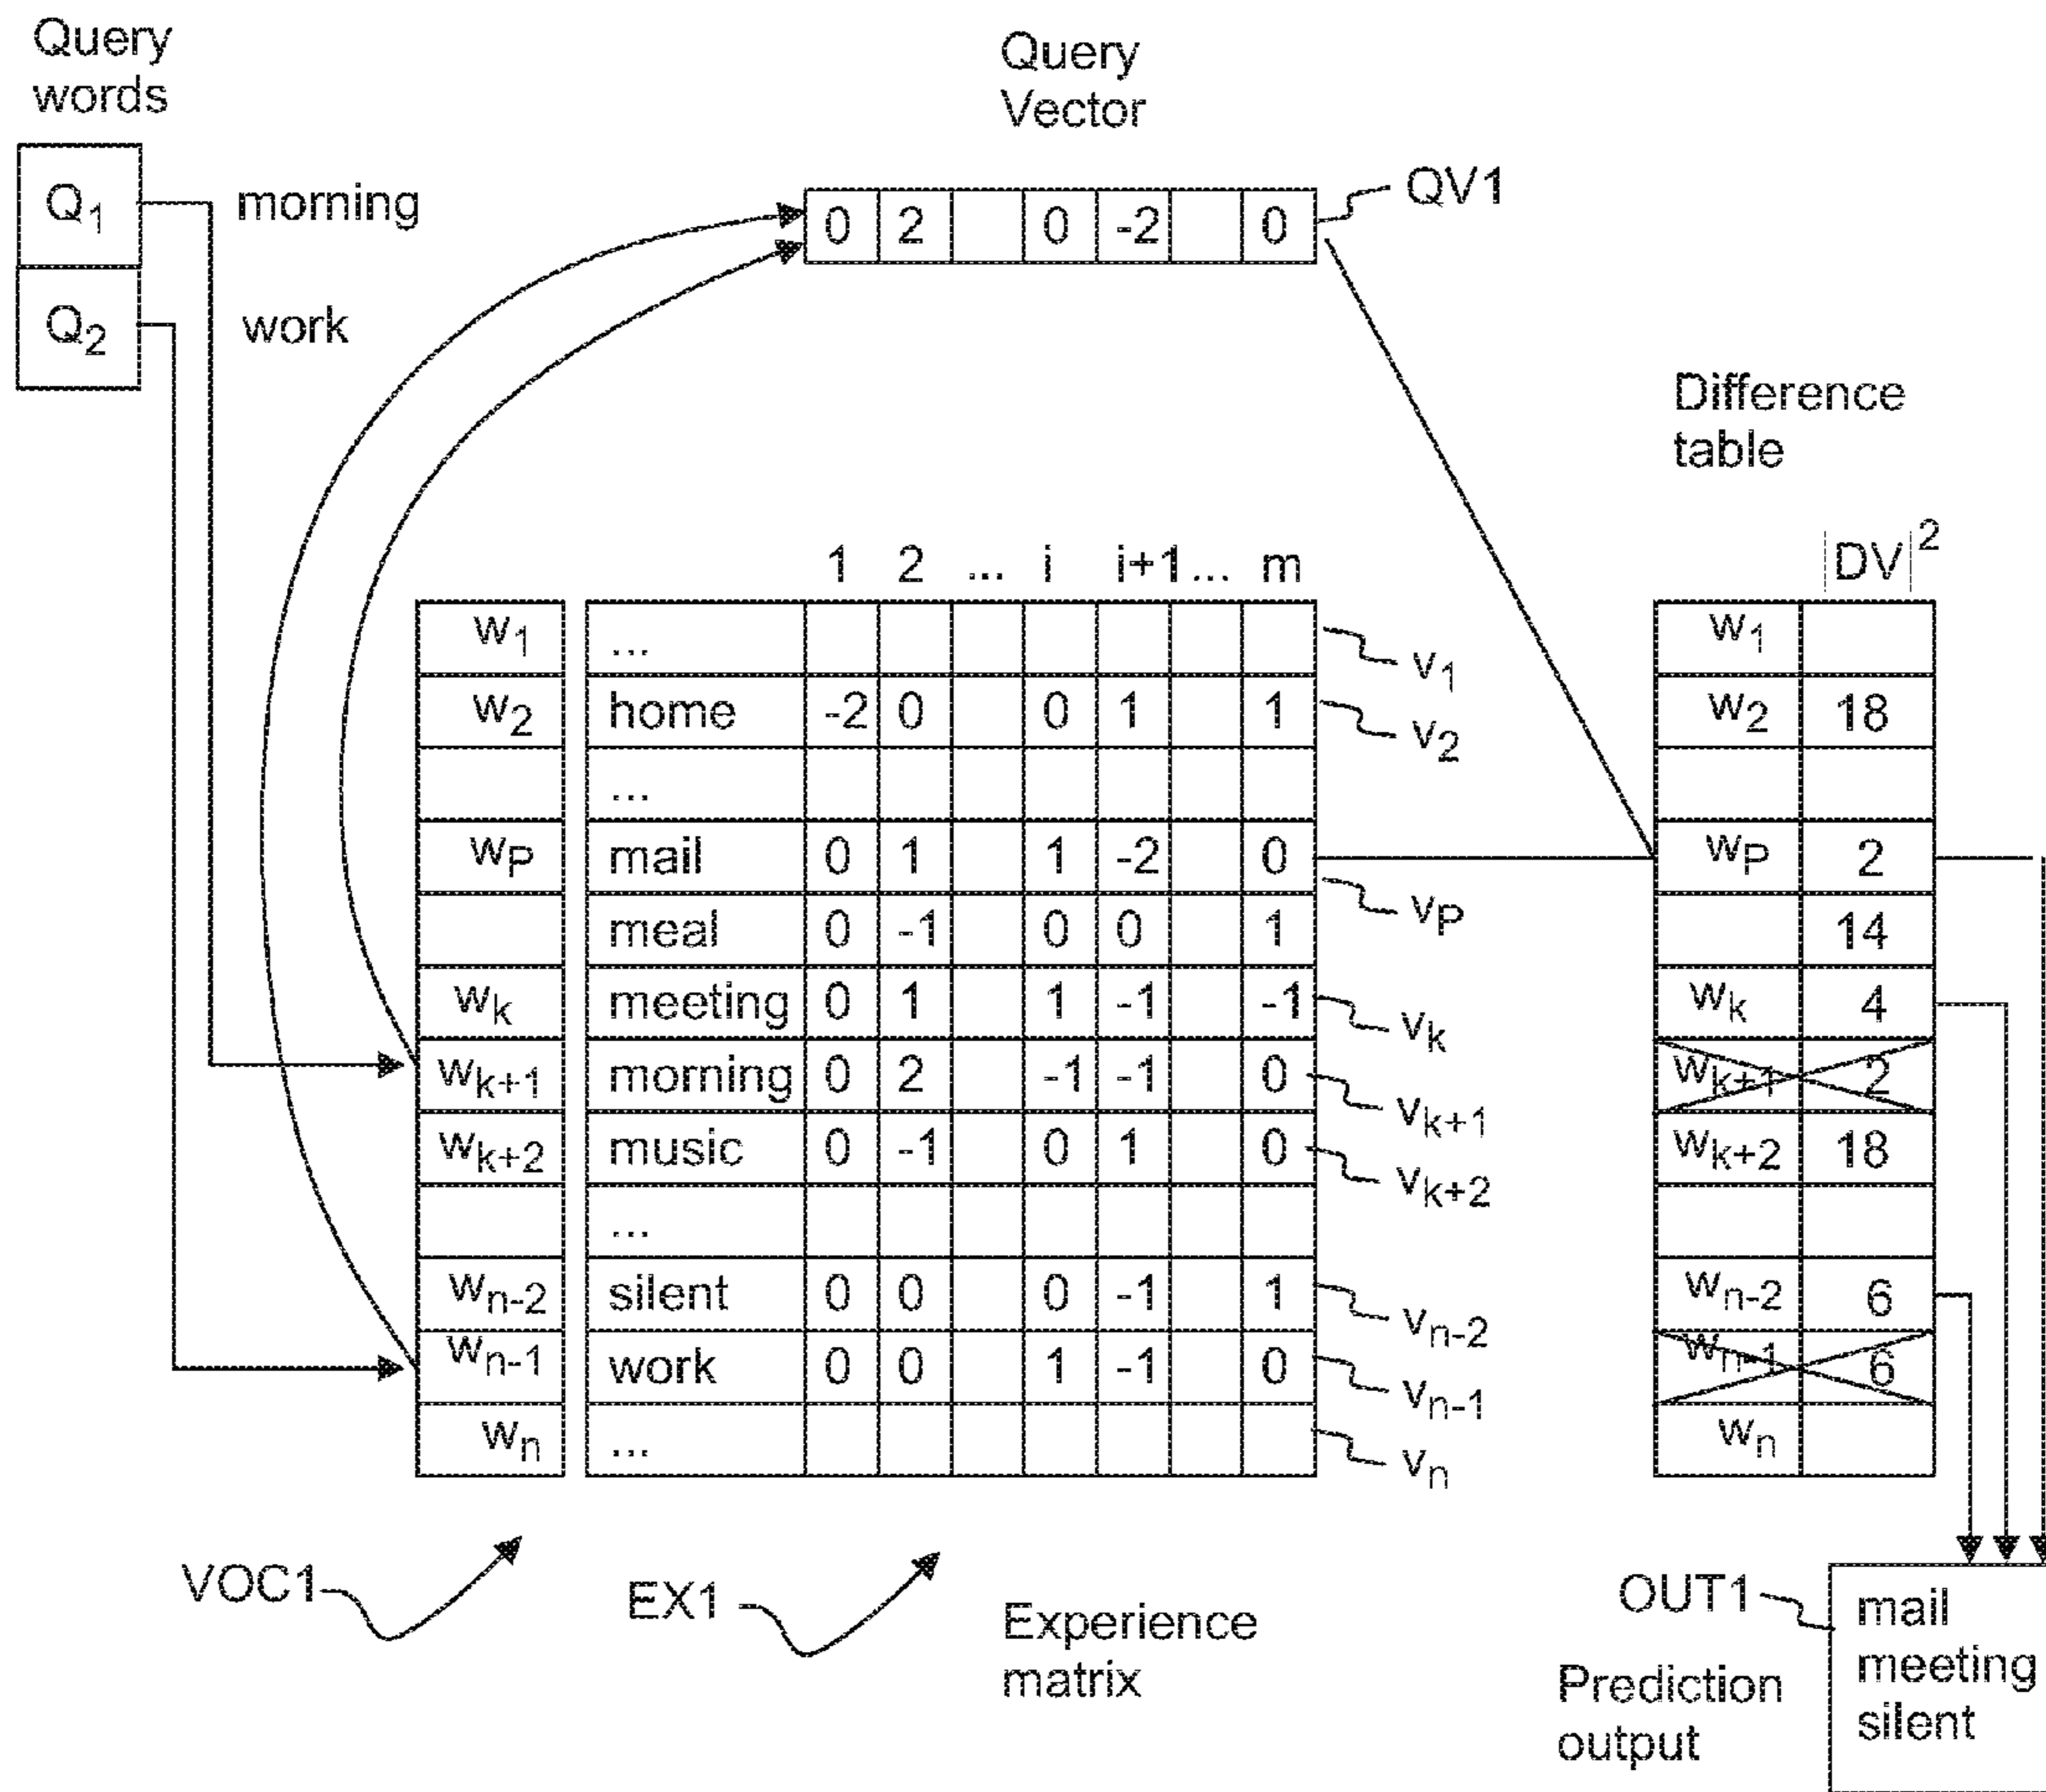 Query
words
Q1 morning
Q2 work
Query
Vector
0 2 0 -2 0
QV1
Difference
table
1 2 ... i i+1 ... m
|DV|2
w1 ...
v1
w1
w2 home -2 0 0 1 1
v2
w2 18
...
wP mail 0 1 1 -2 0
vP
wP 2
meal 0 -1 0 0 1
14
wk meeting 0 1 1 -1 -1
vk
wk 4
wk+1 morning 0 2 -1 -1 0
vk+1
wk+1 2
wk+2 music 0 -1 0 1 0
vk+2
wk+2 18
...
wn-2 silent 0 0 0 -1 1
vn-2
wn-2 6
wn-1 work 0 0 1 -1 0
vn-1
wn-1 6
wn ...
vn
wn
VOC1
EX1
Experience
matrix
OUT1
Prediction
output
mail
meeting
silent